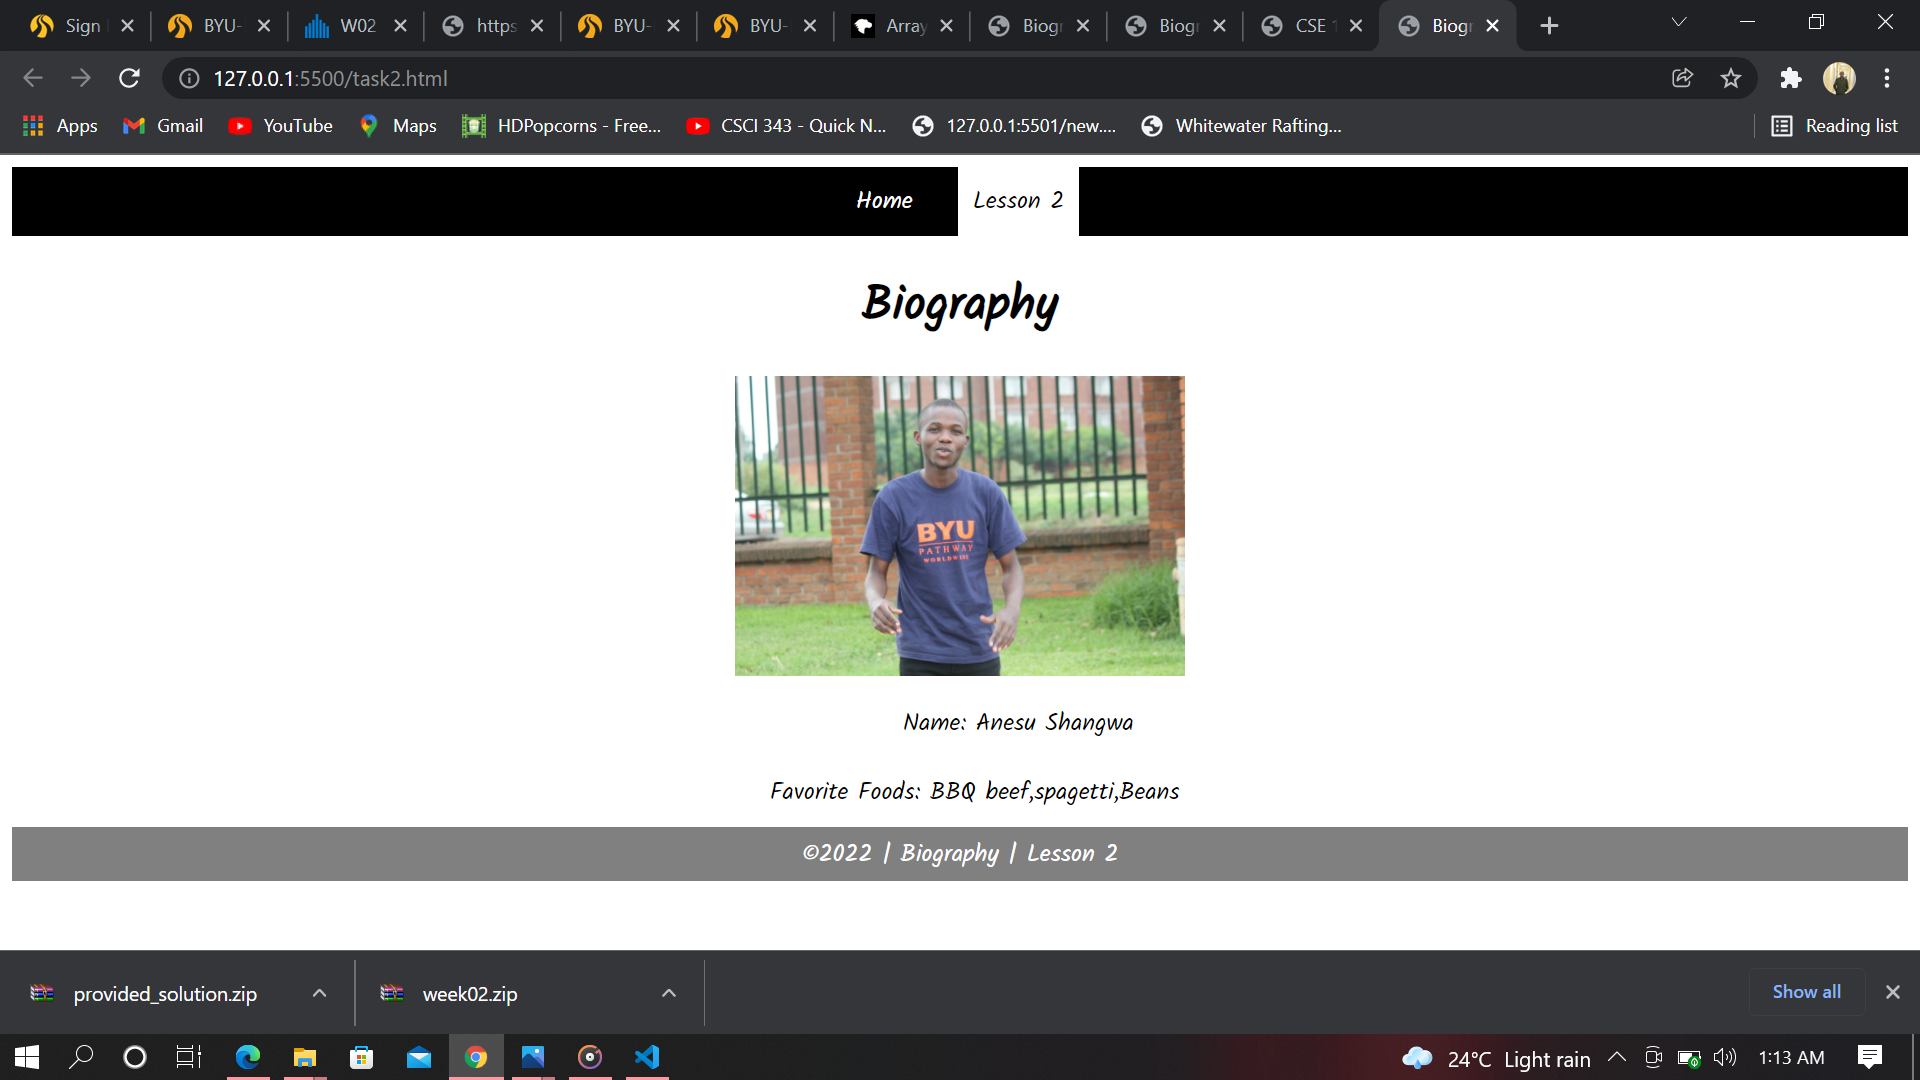 Sign
BYU-
W02
https
BYU-
BYU-
Array
Biogr
Biogr
CSE 1
Biogr
127.0.0.1:5500/task2.html
Apps
Gmail
YouTube
Maps
HDPopcorns - Free...
CSCI 343 - Quick N...
127.0.0.1:5501/new....
Whitewater Rafting...
Reading list
Home
Lesson 2
Biography
BYU
PATHWAY
WORLDWIDE
Name: Anesu Shangwa
Favorite Foods: BBQ beef,spagetti,Beans
©2022 | Biography | Lesson 2
provided_solution.zip
week02.zip
Show all
24°C Light rain
1:13 AM